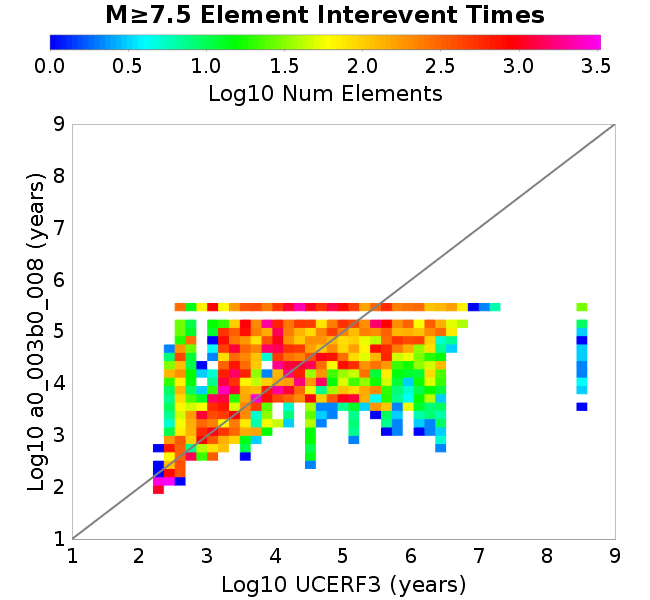 M≥7.5 Element Interevent Times
0.0 0.5 1.0 1.5 2.0 2.5 3.0 3.5
Log10 Num Elements
Log10 a0_003b0_008 (years)
9
8
7
6
5
4
3
2
1
1 2 3 4 5 6 7 8 9
Log10 UCERF3 (years)